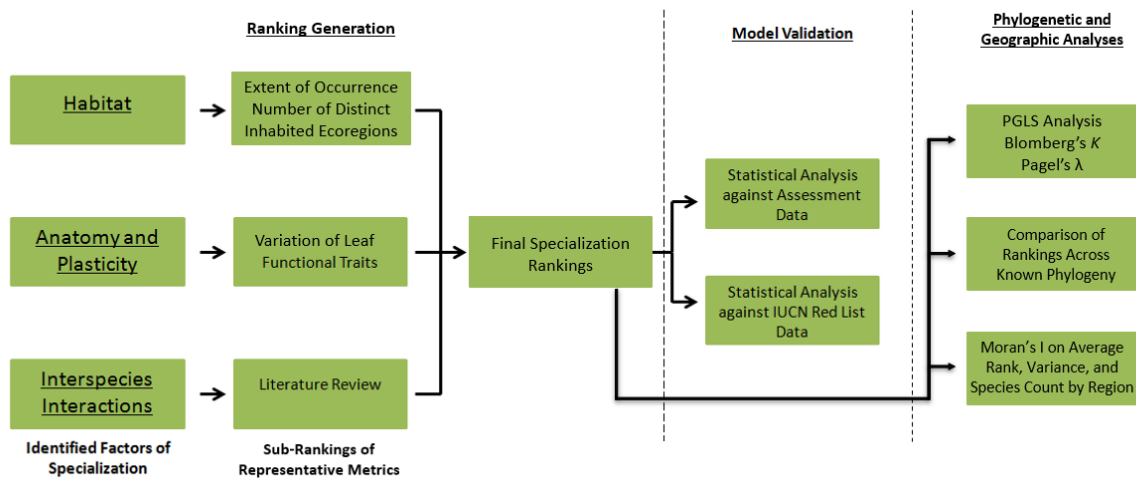 Ranking Generation
Model Validation
Phylogenetic and
Geographic Analyses
Habitat
Extent of Occurrence
Number of Distinct
Inhabited Ecoregions
Anatomy and
Plasticity
Variation of Leaf
Functional Traits
Interspecies
Interactions
Literature Review
Identified Factors of
Specialization
Sub-Rankings of
Representative Metrics
Final Specialization
Rankings
Statistical Analysis
against Assessment
Data
Statistical Analysis
against IUCN Red List
Data
PGLS Analysis
Blomberg's K
Pagel's λ
Comparison of
Rankings Across
Known Phylogeny
Moran's I on Average
Rank, Variance, and
Species Count by Region